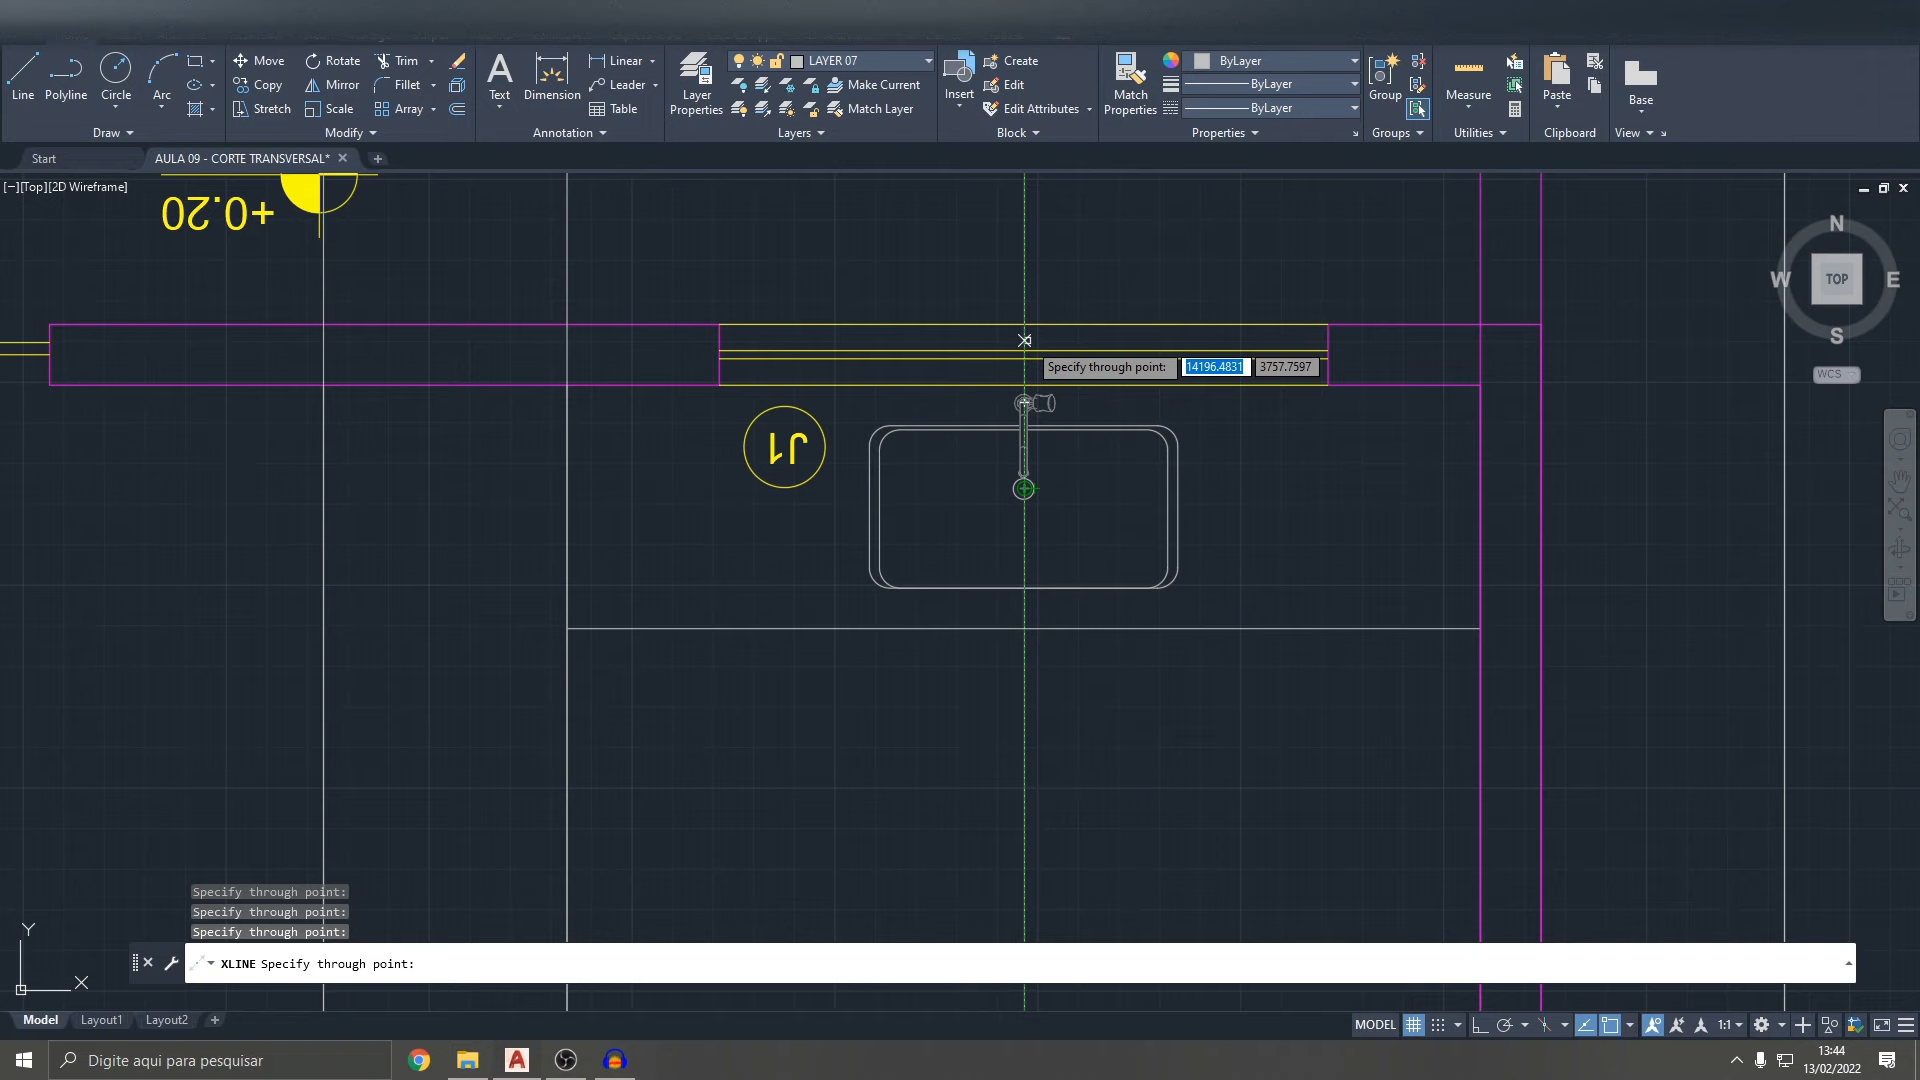 Line
Polyline
Circle
Arc
Draw
Move
Rotate
Trim
Copy
Mirror
Fillet
Stretch
Scale
Array
Modify
Text
Dimension
Linear
Leader
Table
Annotation
Layer Properties
LAYER 07
Make Current
Match Layer
Layers
Insert
Create
Edit
Edit Attributes
Block
Match Properties
ByLayer
ByLayer
ByLayer
Properties
Group
Groups
Measure
Utilities
Paste
Clipboard
Base
View
Start
AULA 09 - CORTE TRANSVERSAL*
[−][Top][2D Wireframe]
+0.20
N
W
TOP
E
S
WCS
Specify through point:
14196.4831
3757.7597
J1
Specify through point:
Specify through point:
Specify through point:
Y
X
XLINE Specify through point:
Model
Layout1
Layout2
MODEL
1:1
Digite aqui para pesquisar
13:44
13/02/2022